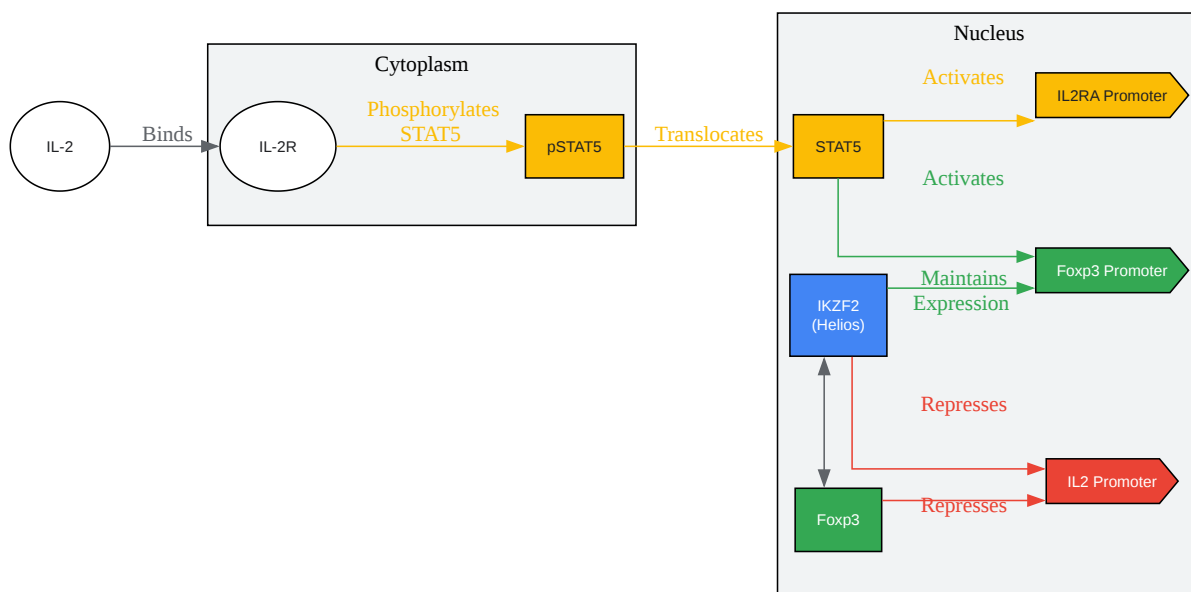 Nucleus
Cytoplasm
Activates
IL2RA Promoter
Phosphorylates
STAT5
IL-2
Binds
IL-2R
pSTAT5
Translocates
STAT5
Activates
Foxp3 Promoter
Maintains
Expression
IKZF2
(Helios)
Represses
IL2 Promoter
Represses
Foxp3